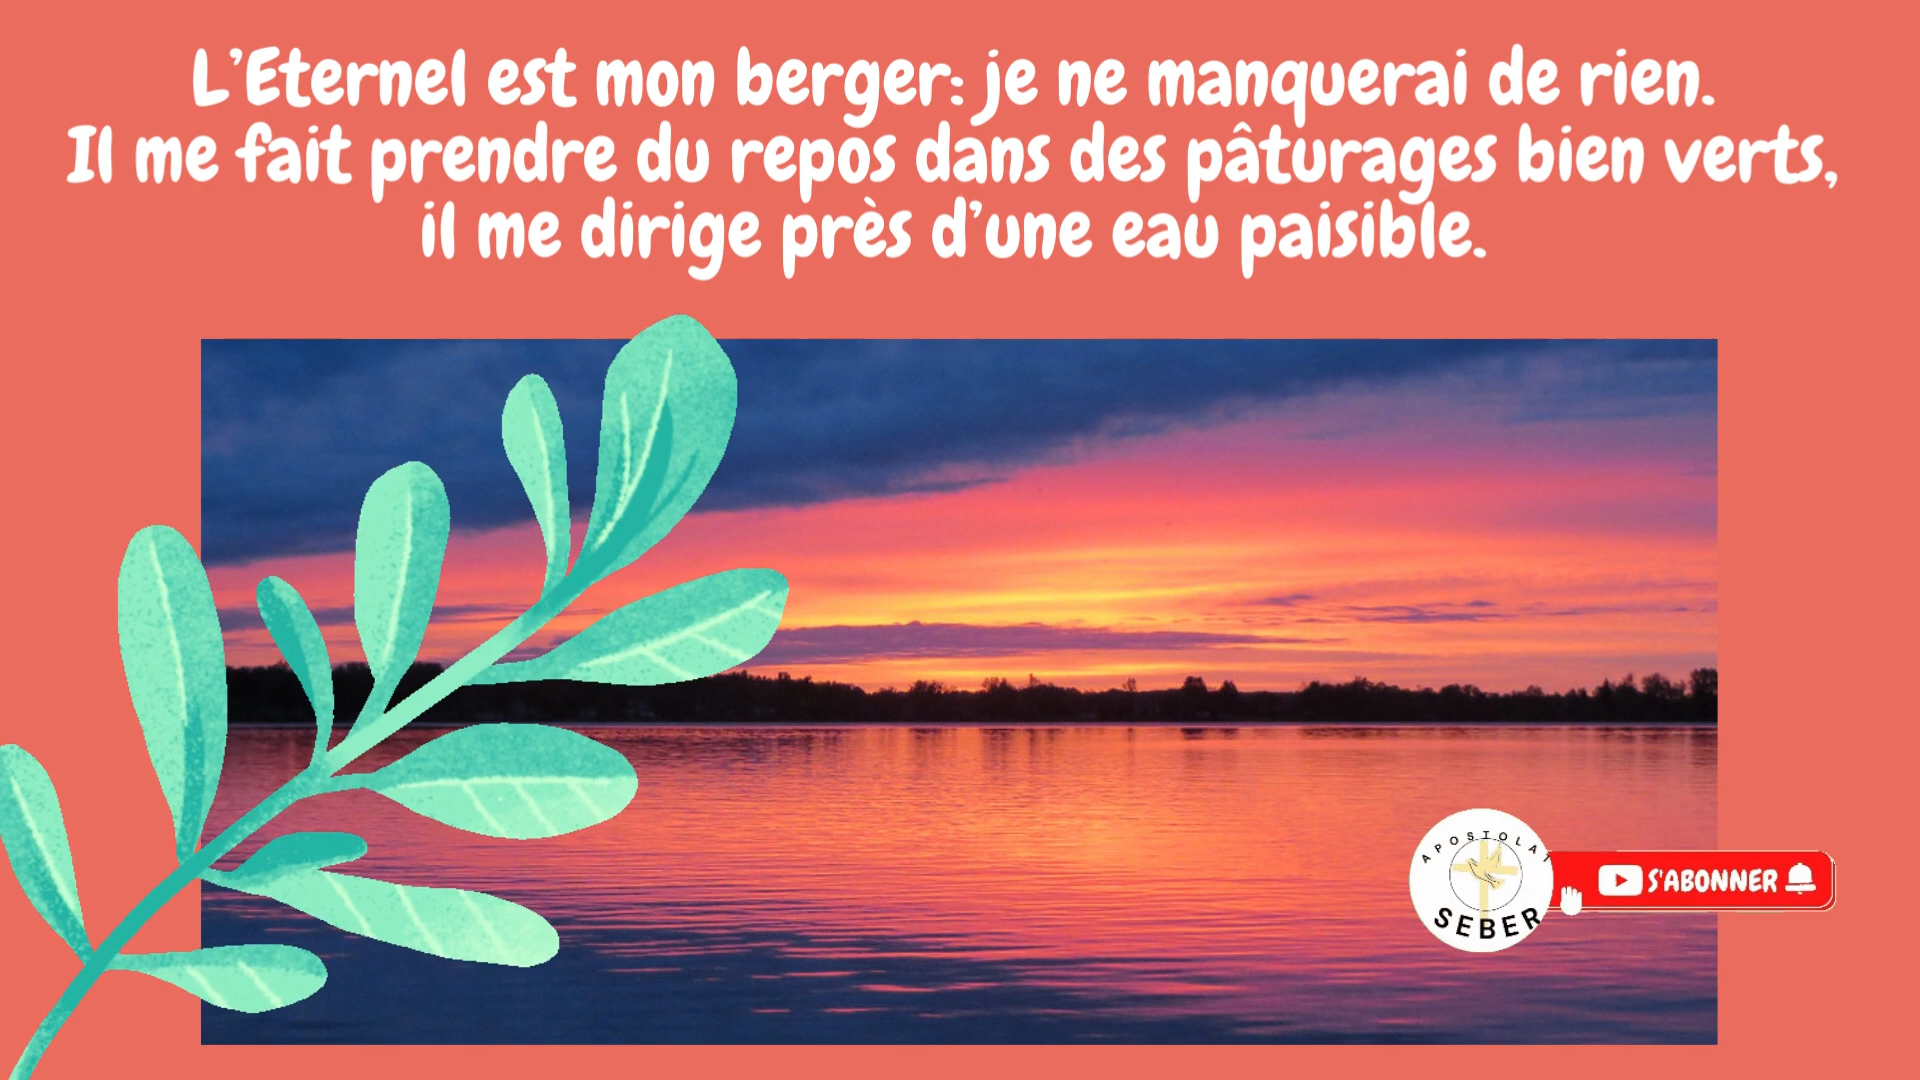 L’Eternel est mon berger: je ne manquerai de rien.
Il me fait prendre du repos dans des pâturages bien verts,
il me dirige près d’une eau paisible.
APOSTOLAT
SEBER
S'ABONNER